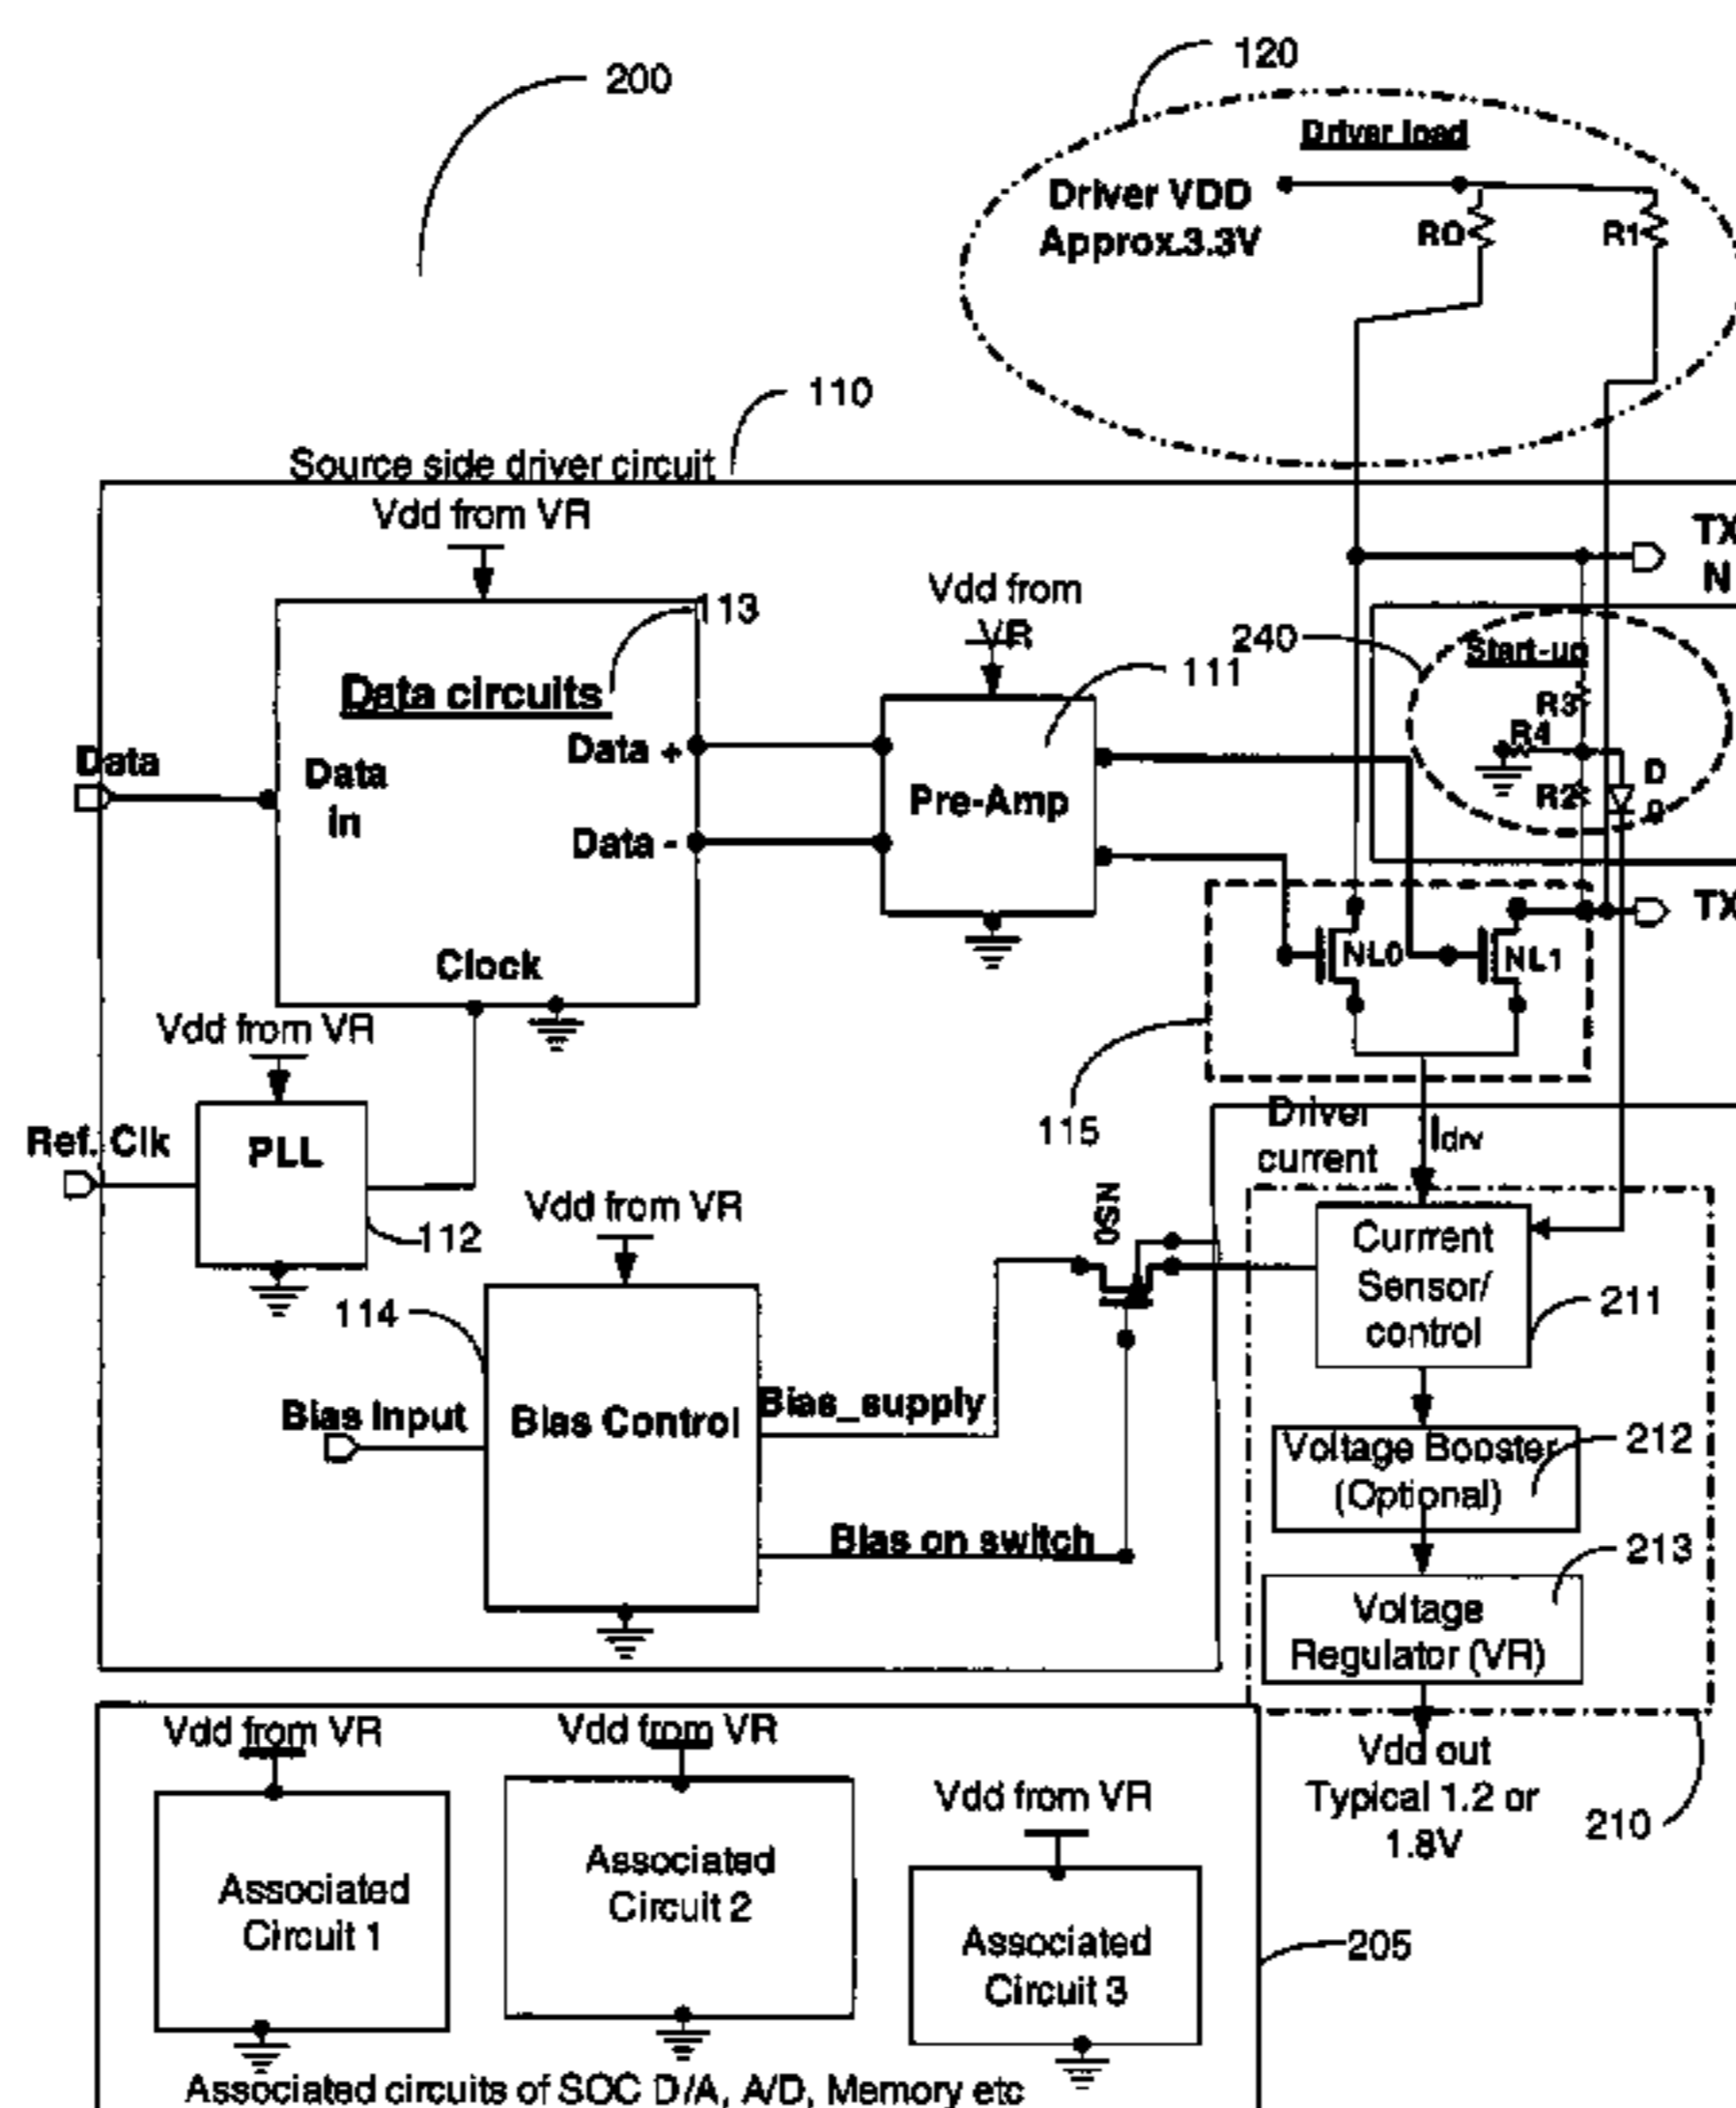 200
120
Driver load
Driver VDD
Approx.3.3V
R0
R1
110
Source side driver circuit
Vdd from VR
113
Data circuits
Data
Data
in
Data +
Data -
Clock
Vdd from
VR
111
Pre-Amp
TX
N
240
Start-up
R3
R4
R2
D
TX
NL0
NL1
115
Vdd from VR
Ref. Clk
PLL
112
Driver
current
Idrv
NS0
Vdd from VR
114
Bias Input
Bias Control
Bias_supply
Bias on switch
Currrent
Sensor/
control
211
Voltage Booster
(Optional)
212
Voltage
Regulator (VR)
213
Vdd out
Typical 1.2 or
1.8V
210
Vdd from VR
Associated
Circuit 1
Vdd from VR
Associated
Circuit 2
Vdd from VR
Associated
Circuit 3
205
Associated circuits of SOC D/A, A/D, Memory etc